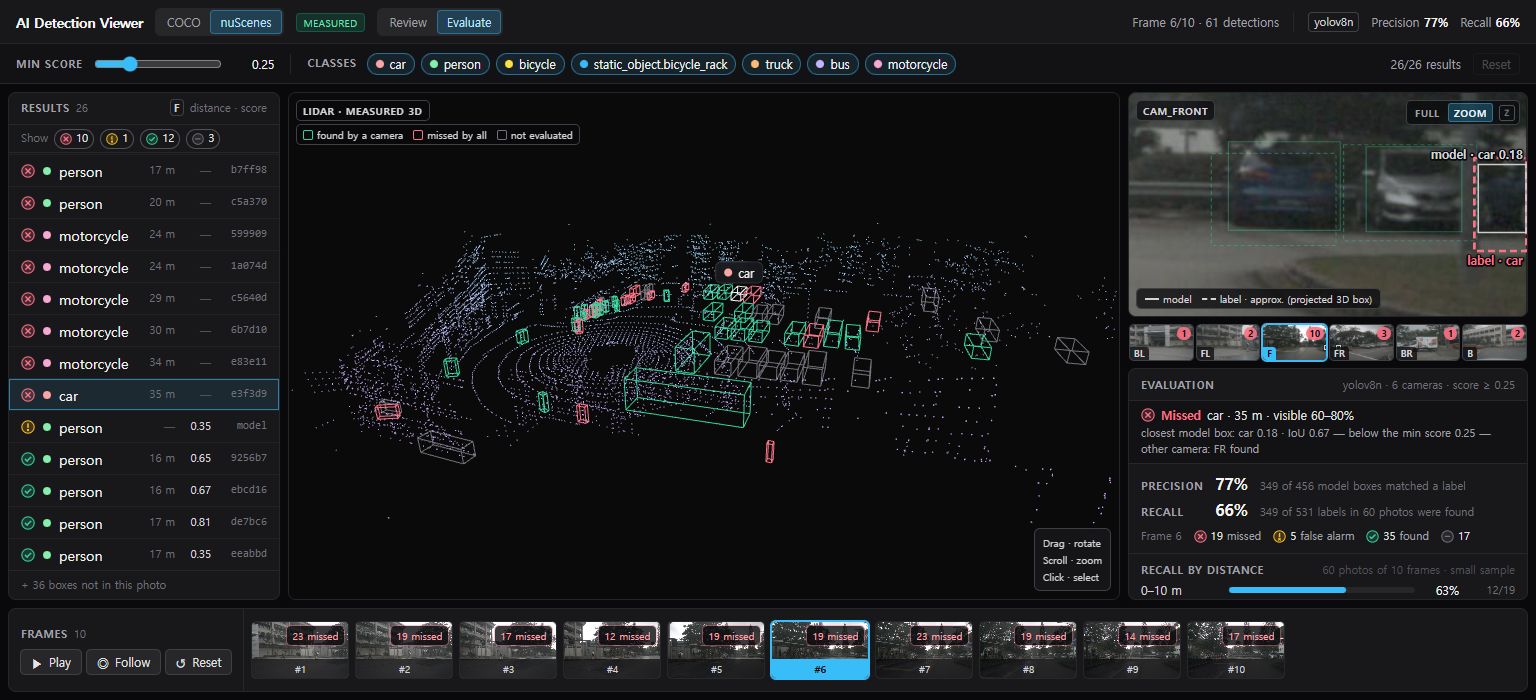 AI Detection Viewer COCO nuScenes MEASURED Review Evaluate Frame 6/10 · 61 detections yolov8n Precision 77% Recall 66%
MIN SCORE 0.25 CLASSES car person bicycle static_object.bicycle_rack truck bus motorcycle 26/26 results Reset
RESULTS 26 F distance · score
Show 10 1 12 3
person 17 m — b7ff98
person 20 m — c5a370
motorcycle 24 m — 599909
motorcycle 24 m — 1a074d
motorcycle 29 m — c5640d
motorcycle 30 m — 6b7d10
motorcycle 34 m — e83e11
car 35 m — e3f3d9
person — 0.35 model
person 16 m 0.65 9256b7
person 16 m 0.67 ebcd16
person 17 m 0.81 de7bc6
person 17 m 0.35 eeabbd
+ 36 boxes not in this photo
LIDAR · MEASURED 3D
found by a camera missed by all not evaluated
car
Drag · rotate
Scroll · zoom
Click · select
CAM_FRONT FULL ZOOM Z
model · car 0.18
label · car
model label · approx. (projected 3D box)
1 2 10 3 1 2
BL FL F FR BR B
EVALUATION yolov8n · 6 cameras · score ≥ 0.25
Missed car · 35 m · visible 60–80%
closest model box: car 0.18 · IoU 0.67 — below the min score 0.25 —
other camera: FR found
PRECISION 77% 349 of 456 model boxes matched a label
RECALL 66% 349 of 531 labels in 60 photos were found
Frame 6 19 missed 5 false alarm 35 found 17
RECALL BY DISTANCE 60 photos of 10 frames · small sample
0–10 m 63% 12/19
FRAMES 10
Play Follow Reset
23 missed 19 missed 17 missed 12 missed 19 missed 19 missed 23 missed 19 missed 14 missed 17 missed
#1 #2 #3 #4 #5 #6 #7 #8 #9 #10